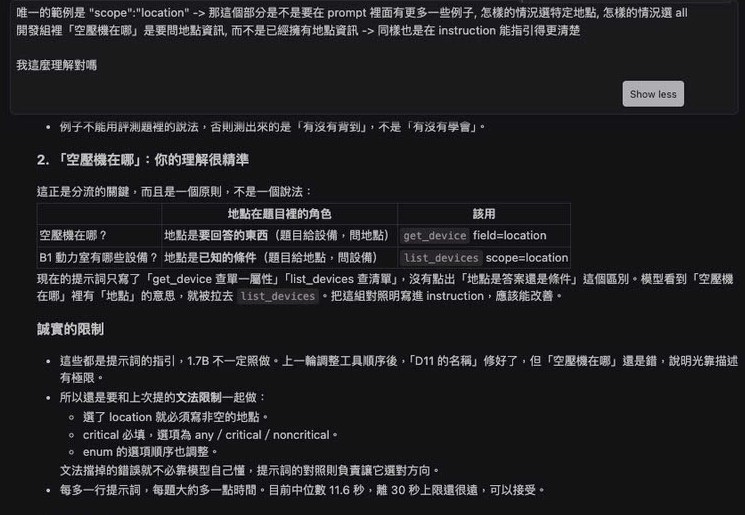 唯一的範例是 "scope":"location" -> 那這個部分是不是要在 prompt 裡面有更多一些例子, 怎樣的情況選特定地點, 怎樣的情況選 all
開發組裡「空壓機在哪」是要問地點資訊, 而不是已經擁有地點資訊 -> 同樣也是在 instruction 能指引得更清楚
我這麼理解對嗎
Show less
• 例子不能用評測題裡的說法，否則測出來的是「有沒有背到」，不是「有沒有學會」。
2. 「空壓機在哪」：你的理解很精準
這正是分流的關鍵，而且是一個原則，不是一個說法：
地點在題目裡的角色 該用
空壓機在哪？ 地點是要回答的東西（題目給設備，問地點） get_device field=location
B1 動力室有哪些設備？ 地點是已知的條件（題目給地點，問設備） list_devices scope=location
現在的提示詞只寫了「get_device 查單一屬性」「list_devices 查清單」，沒有點出「地點是答案還是條件」這個區別。模型看到「空壓機
在哪」裡有「地點」的意思，就被拉去 list_devices 。把這組對照明寫進 instruction，應該能改善。
誠實的限制
• 這些都是提示詞的指引，1.7B 不一定照做。上一輪調整工具順序後，「D11 的名稱」修好了，但「空壓機在哪」還是錯，說明光靠描述
有極限。
• 所以還是要和上次提的文法限制一起做：
◦ 選了 location 就必須寫非空的地點。
◦ critical 必填，選項為 any / critical / noncritical。
◦ enum 的選項順序也調整。
文法擋掉的錯誤就不必靠模型自己懂，提示詞的對照則負責讓它選對方向。
• 每多一行提示詞，每題大約多一點時間。目前中位數 11.6 秒，離 30 秒上限還很遠，可以接受。